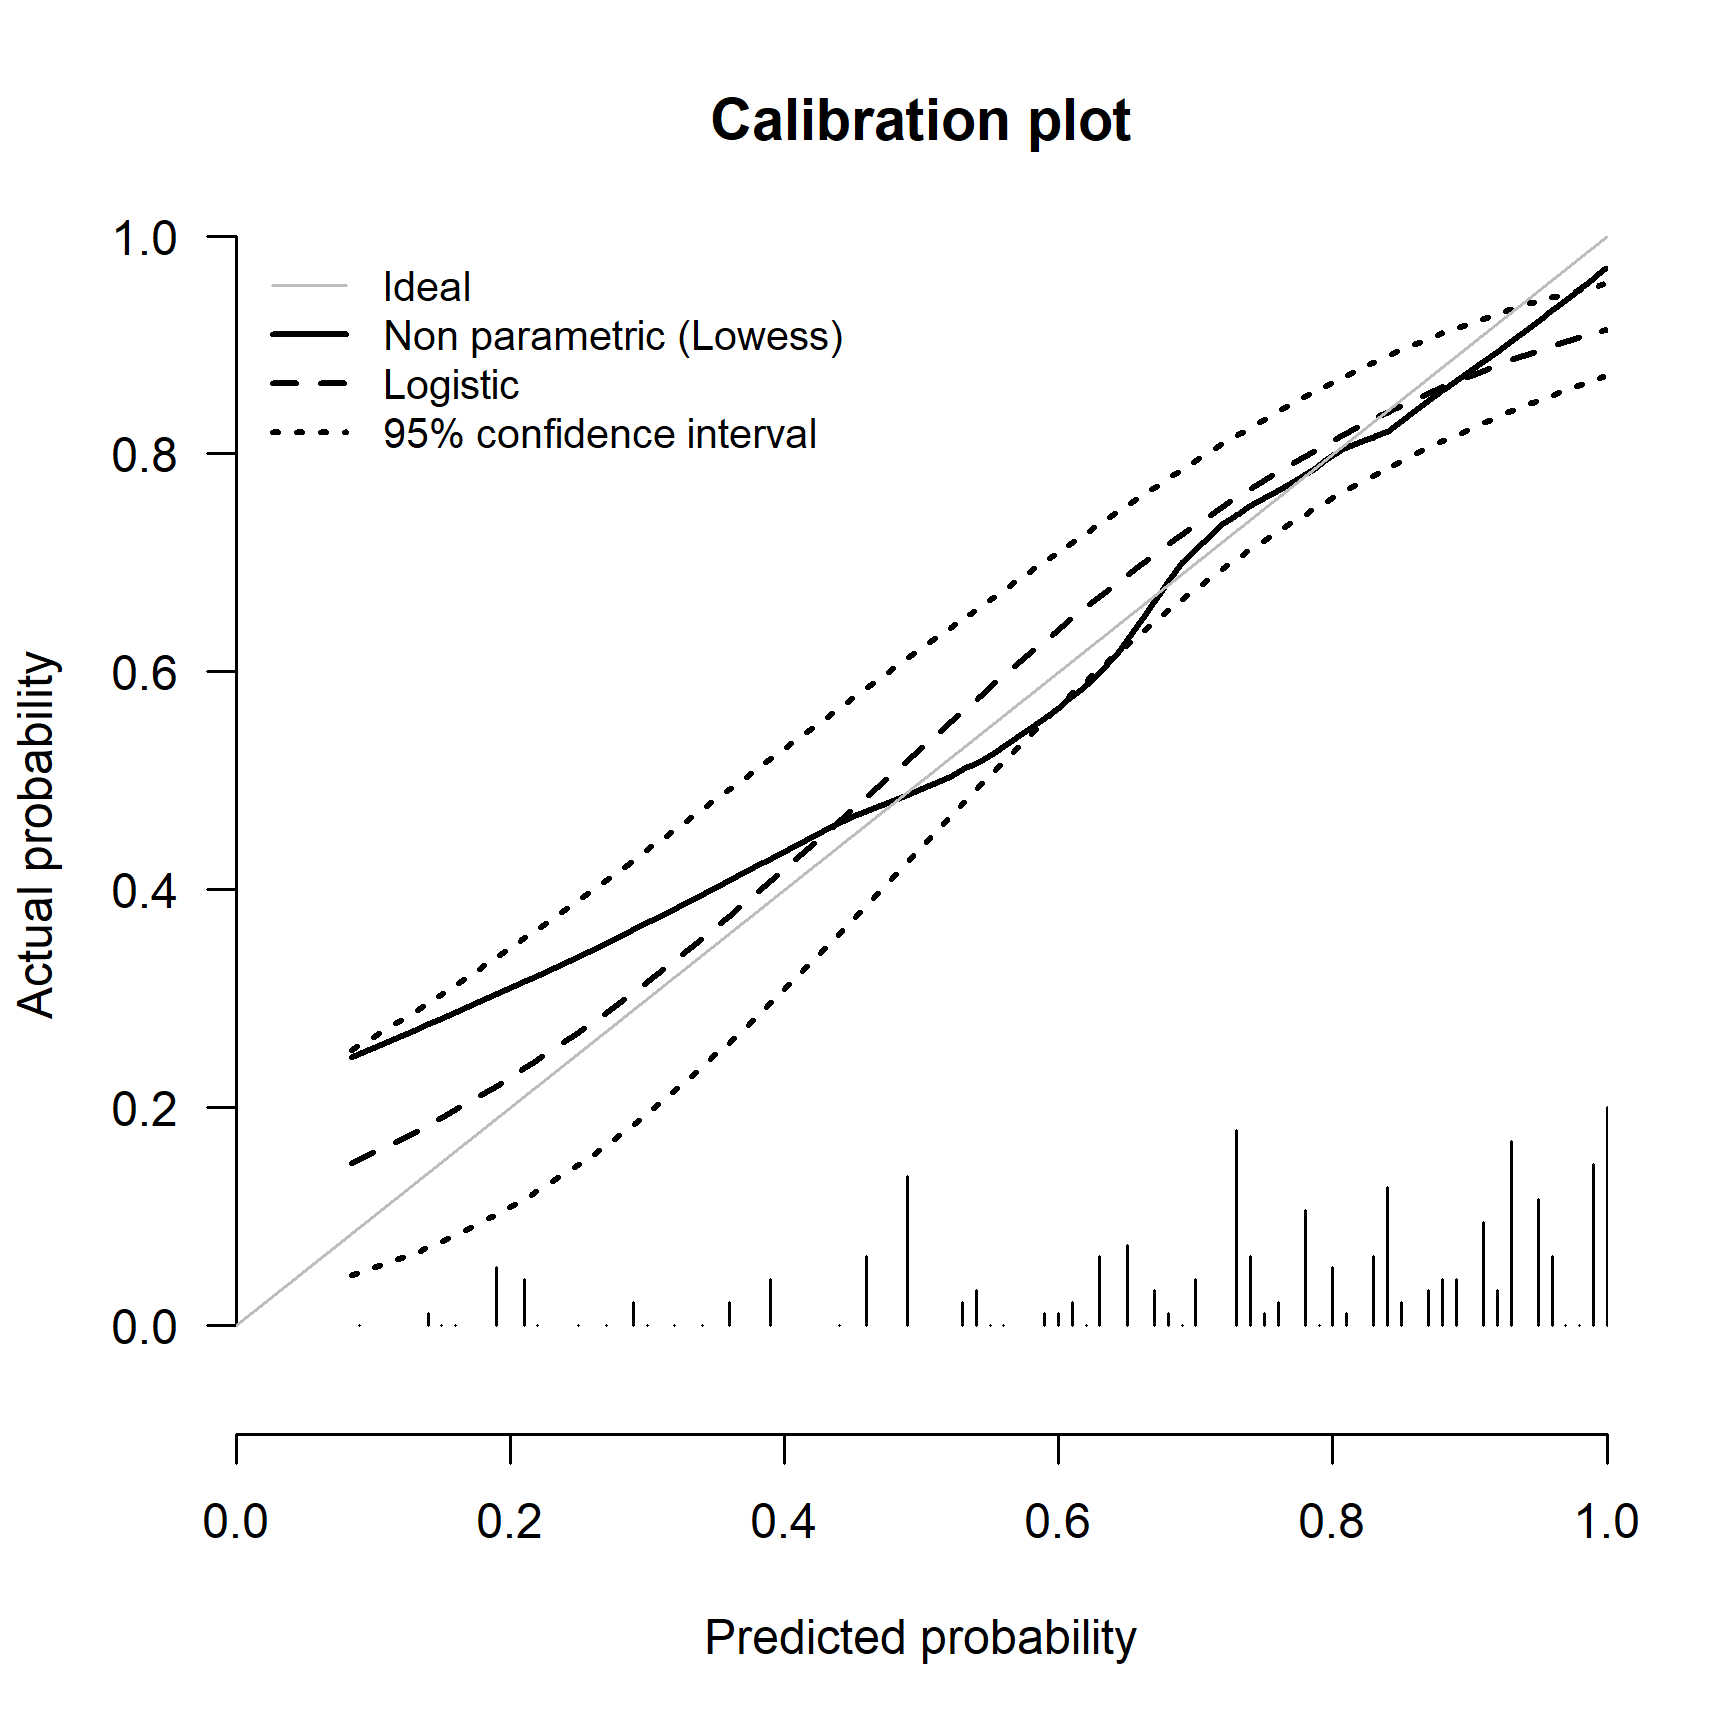 Calibration plot
1.0
0.8
0.6
0.4
0.2
0.0
Actual probability
Ideal
Non parametric (Lowess)
Logistic
95% confidence interval
0.0 0.2 0.4 0.6 0.8 1.0
Predicted probability